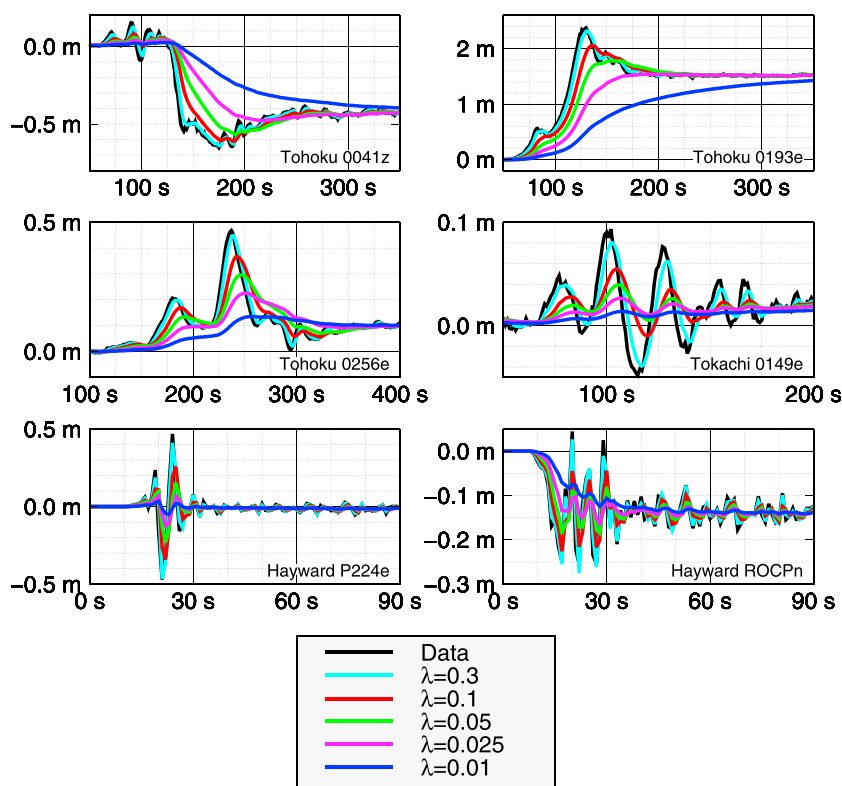 0.0 m
−0.5 m
Tohoku 0041z
100 s 200 s 300 s
2 m
1 m
0 m
Tohoku 0193e
100 s 200 s 300 s
0.5 m
0.0 m
Tohoku 0256e
100 s 200 s 300 s 400 s
0.1 m
0.0 m
Tokachi 0149e
100 s 200 s
0.5 m
0.0 m
−0.5 m
Hayward P224e
0 s 30 s 60 s 90 s
0.0 m
−0.1 m
−0.2 m
−0.3 m
Hayward ROCPn
0 s 30 s 60 s 90 s
Data
λ=0.3
λ=0.1
λ=0.05
λ=0.025
λ=0.01